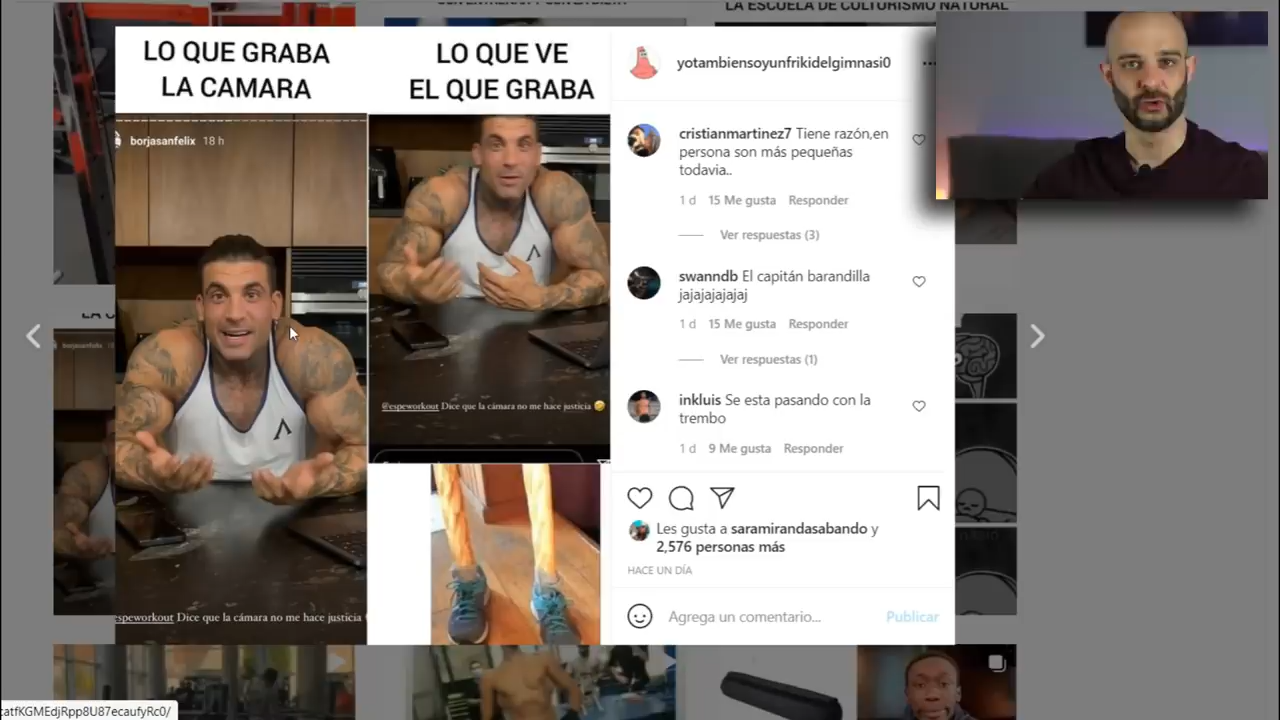 LA ESCUELA DE CULTURISMO NATURAL
LO QUE GRABA
LA CAMARA
LO QUE VE
EL QUE GRABA
borjasanfelix 18 h
@espeworkout Dice que la cámara no me hace justicia
espeworkout Dice que la cámara no me hace justicia
yotambiensoyunfrikidelgimnasi0
cristianmartinez7 Tiene razón,en
persona son más pequeñas
todavia..
1 d 15 Me gusta Responder
Ver respuestas (3)
swanndb El capitán barandilla
jajajajajajaj
1 d 15 Me gusta Responder
Ver respuestas (1)
inkluis Se esta pasando con la
trembo
1 d 9 Me gusta Responder
Les gusta a saramirandasabando y
2,576 personas más
HACE UN DÍA
Agrega un comentario... Publicar
catfKGMEdjRpp8U87ecaufyRc0/